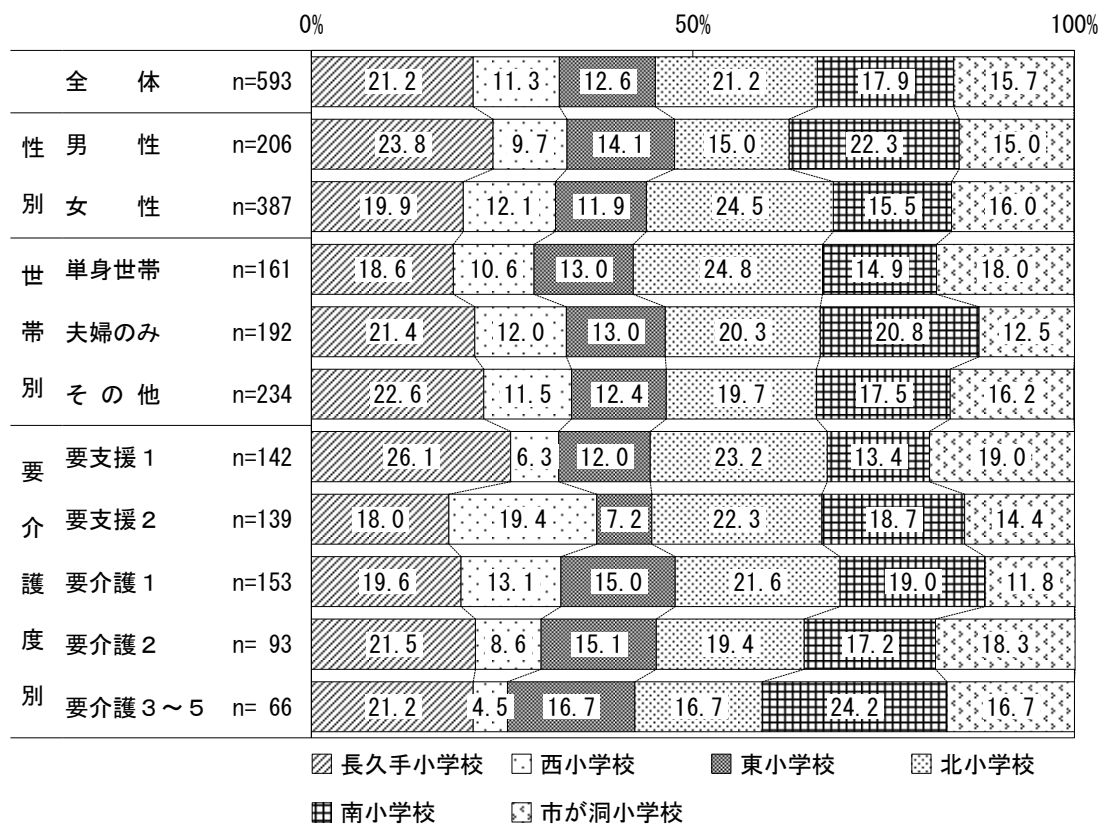 0% 50% 100%
全 体 n=593 21.2 11.3 12.6 21.2 17.9 15.7
性別
男 性 n=206 23.8 9.7 14.1 15.0 22.3 15.0
女 性 n=387 19.9 12.1 11.9 24.5 15.5 16.0
世帯別
単身世帯 n=161 18.6 10.6 13.0 24.8 14.9 18.0
夫婦のみ n=192 21.4 12.0 13.0 20.3 20.8 12.5
そ の 他 n=234 22.6 11.5 12.4 19.7 17.5 16.2
要介護度別
要支援1 n=142 26.1 6.3 12.0 23.2 13.4 19.0
要支援2 n=139 18.0 19.4 7.2 22.3 18.7 14.4
要介護1 n=153 19.6 13.1 15.0 21.6 19.0 11.8
要介護2 n= 93 21.5 8.6 15.1 19.4 17.2 18.3
要介護3~5 n= 66 21.2 4.5 16.7 16.7 24.2 16.7
長久手小学校 西小学校 東小学校 北小学校
南小学校 市が洞小学校